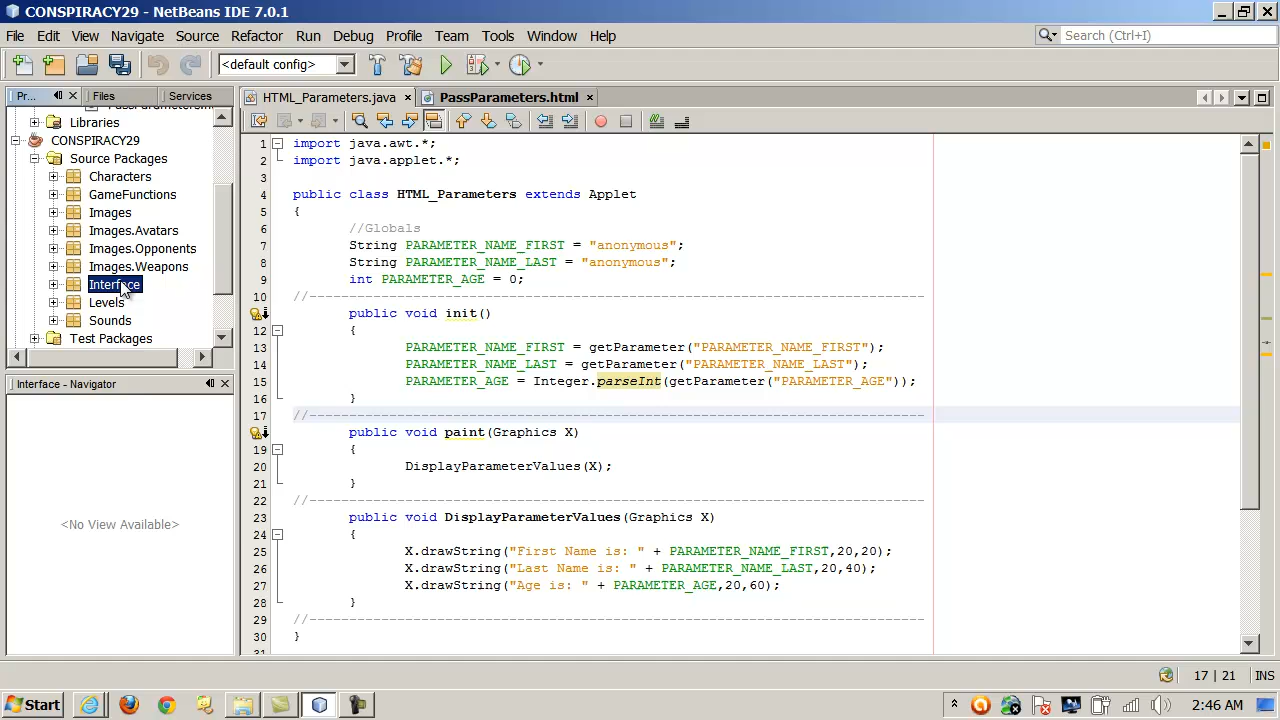 CONSPIRACY29 - NetBeans IDE 7.0.1
File Edit View Navigate Source Refactor Run Debug Profile Team Tools Window Help
Search (Ctrl+I)
<default config>
Pr... Files Services
HTML_Parameters.java PassParameters.html
Libraries
CONSPIRACY29
Source Packages
Characters
GameFunctions
Images
Images.Avatars
Images.Opponents
Images.Weapons
Interface
Levels
Sounds
Test Packages
Interface - Navigator
<No View Available>
1 import java.awt.*;
2 import java.applet.*;
3
4 public class HTML_Parameters extends Applet
5 {
6 //Globals
7 String PARAMETER_NAME_FIRST = "anonymous";
8 String PARAMETER_NAME_LAST = "anonymous";
9 int PARAMETER_AGE = 0;
10 //-----------------------------------------------------------------------------
public void init()
12 {
13 PARAMETER_NAME_FIRST = getParameter("PARAMETER_NAME_FIRST");
14 PARAMETER_NAME_LAST = getParameter("PARAMETER_NAME_LAST");
15 PARAMETER_AGE = Integer.parseInt(getParameter("PARAMETER_AGE"));
16 }
17 //-----------------------------------------------------------------------------
public void paint(Graphics X)
19 {
20 DisplayParameterValues(X);
21 }
22 //-----------------------------------------------------------------------------
23 public void DisplayParameterValues(Graphics X)
24 {
25 X.drawString("First Name is: " + PARAMETER_NAME_FIRST,20,20);
26 X.drawString("Last Name is: " + PARAMETER_NAME_LAST,20,40);
27 X.drawString("Age is: " + PARAMETER_AGE,20,60);
28 }
29 //-----------------------------------------------------------------------------
30 }
17 | 21 INS
Start
2:46 AM